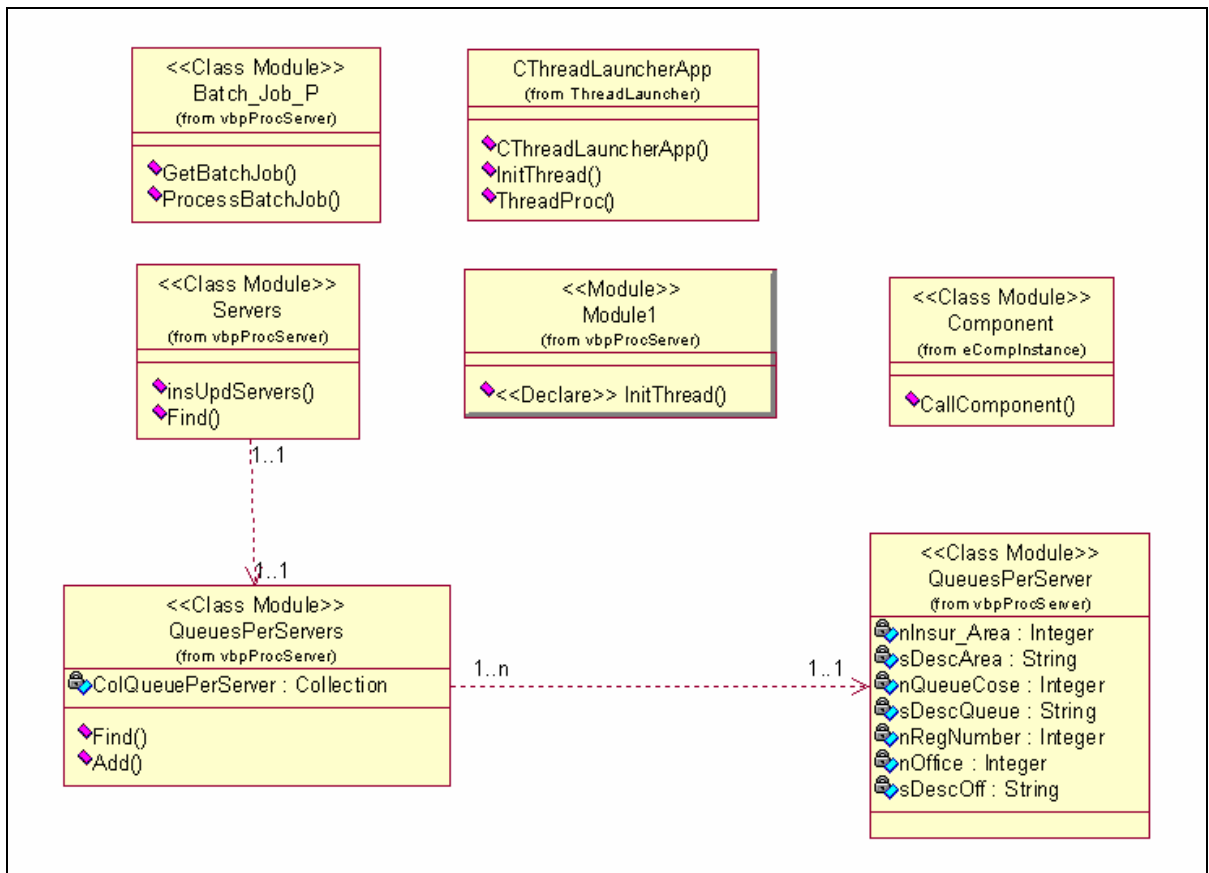 <<Class Module>>
Batch_Job_P
(from vbpProcServer)
GetBatchJob()
ProcessBatchJob()
CThreadLauncherApp
(from ThreadLauncher)
CThreadLauncherApp()
InitThread()
ThreadProc()
<<Class Module>>
Servers
(from vbpProcServer)
insUpdServers()
Find()
<<Module>>
Module1
(from vbpProcServer)
<<Declare>> InitThread()
<<Class Module>>
Component
(from eCompInstance)
CallComponent()
1..1
1..1
<<Class Module>>
QueuesPerServers
(from vbpProcServer)
ColQueuePerServer : Collection
Find()
Add()
1..n
1..1
<<Class Module>>
QueuesPerServer
(from vbpProcServer)
nInsur_Area : Integer
sDescArea : String
nQueueCose : Integer
sDescQueue : String
nRegNumber : Integer
nOffice : Integer
sDescOff : String